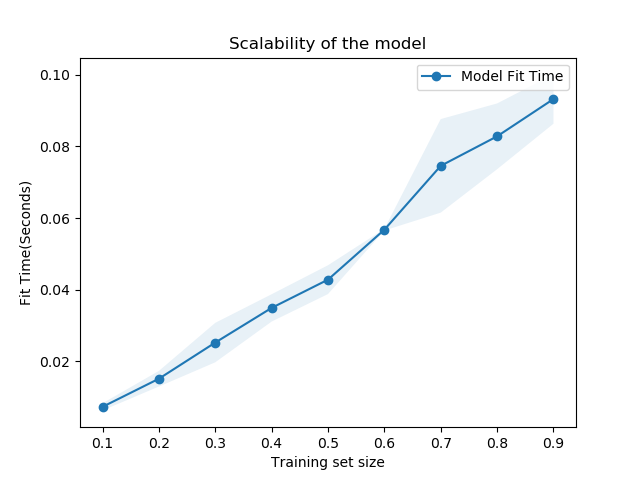 Scalability of the model
Model Fit Time
0.10
0.08
0.06
0.04
0.02
Fit Time(Seconds)
0.1 0.2 0.3 0.4 0.5 0.6 0.7 0.8 0.9
Training set size